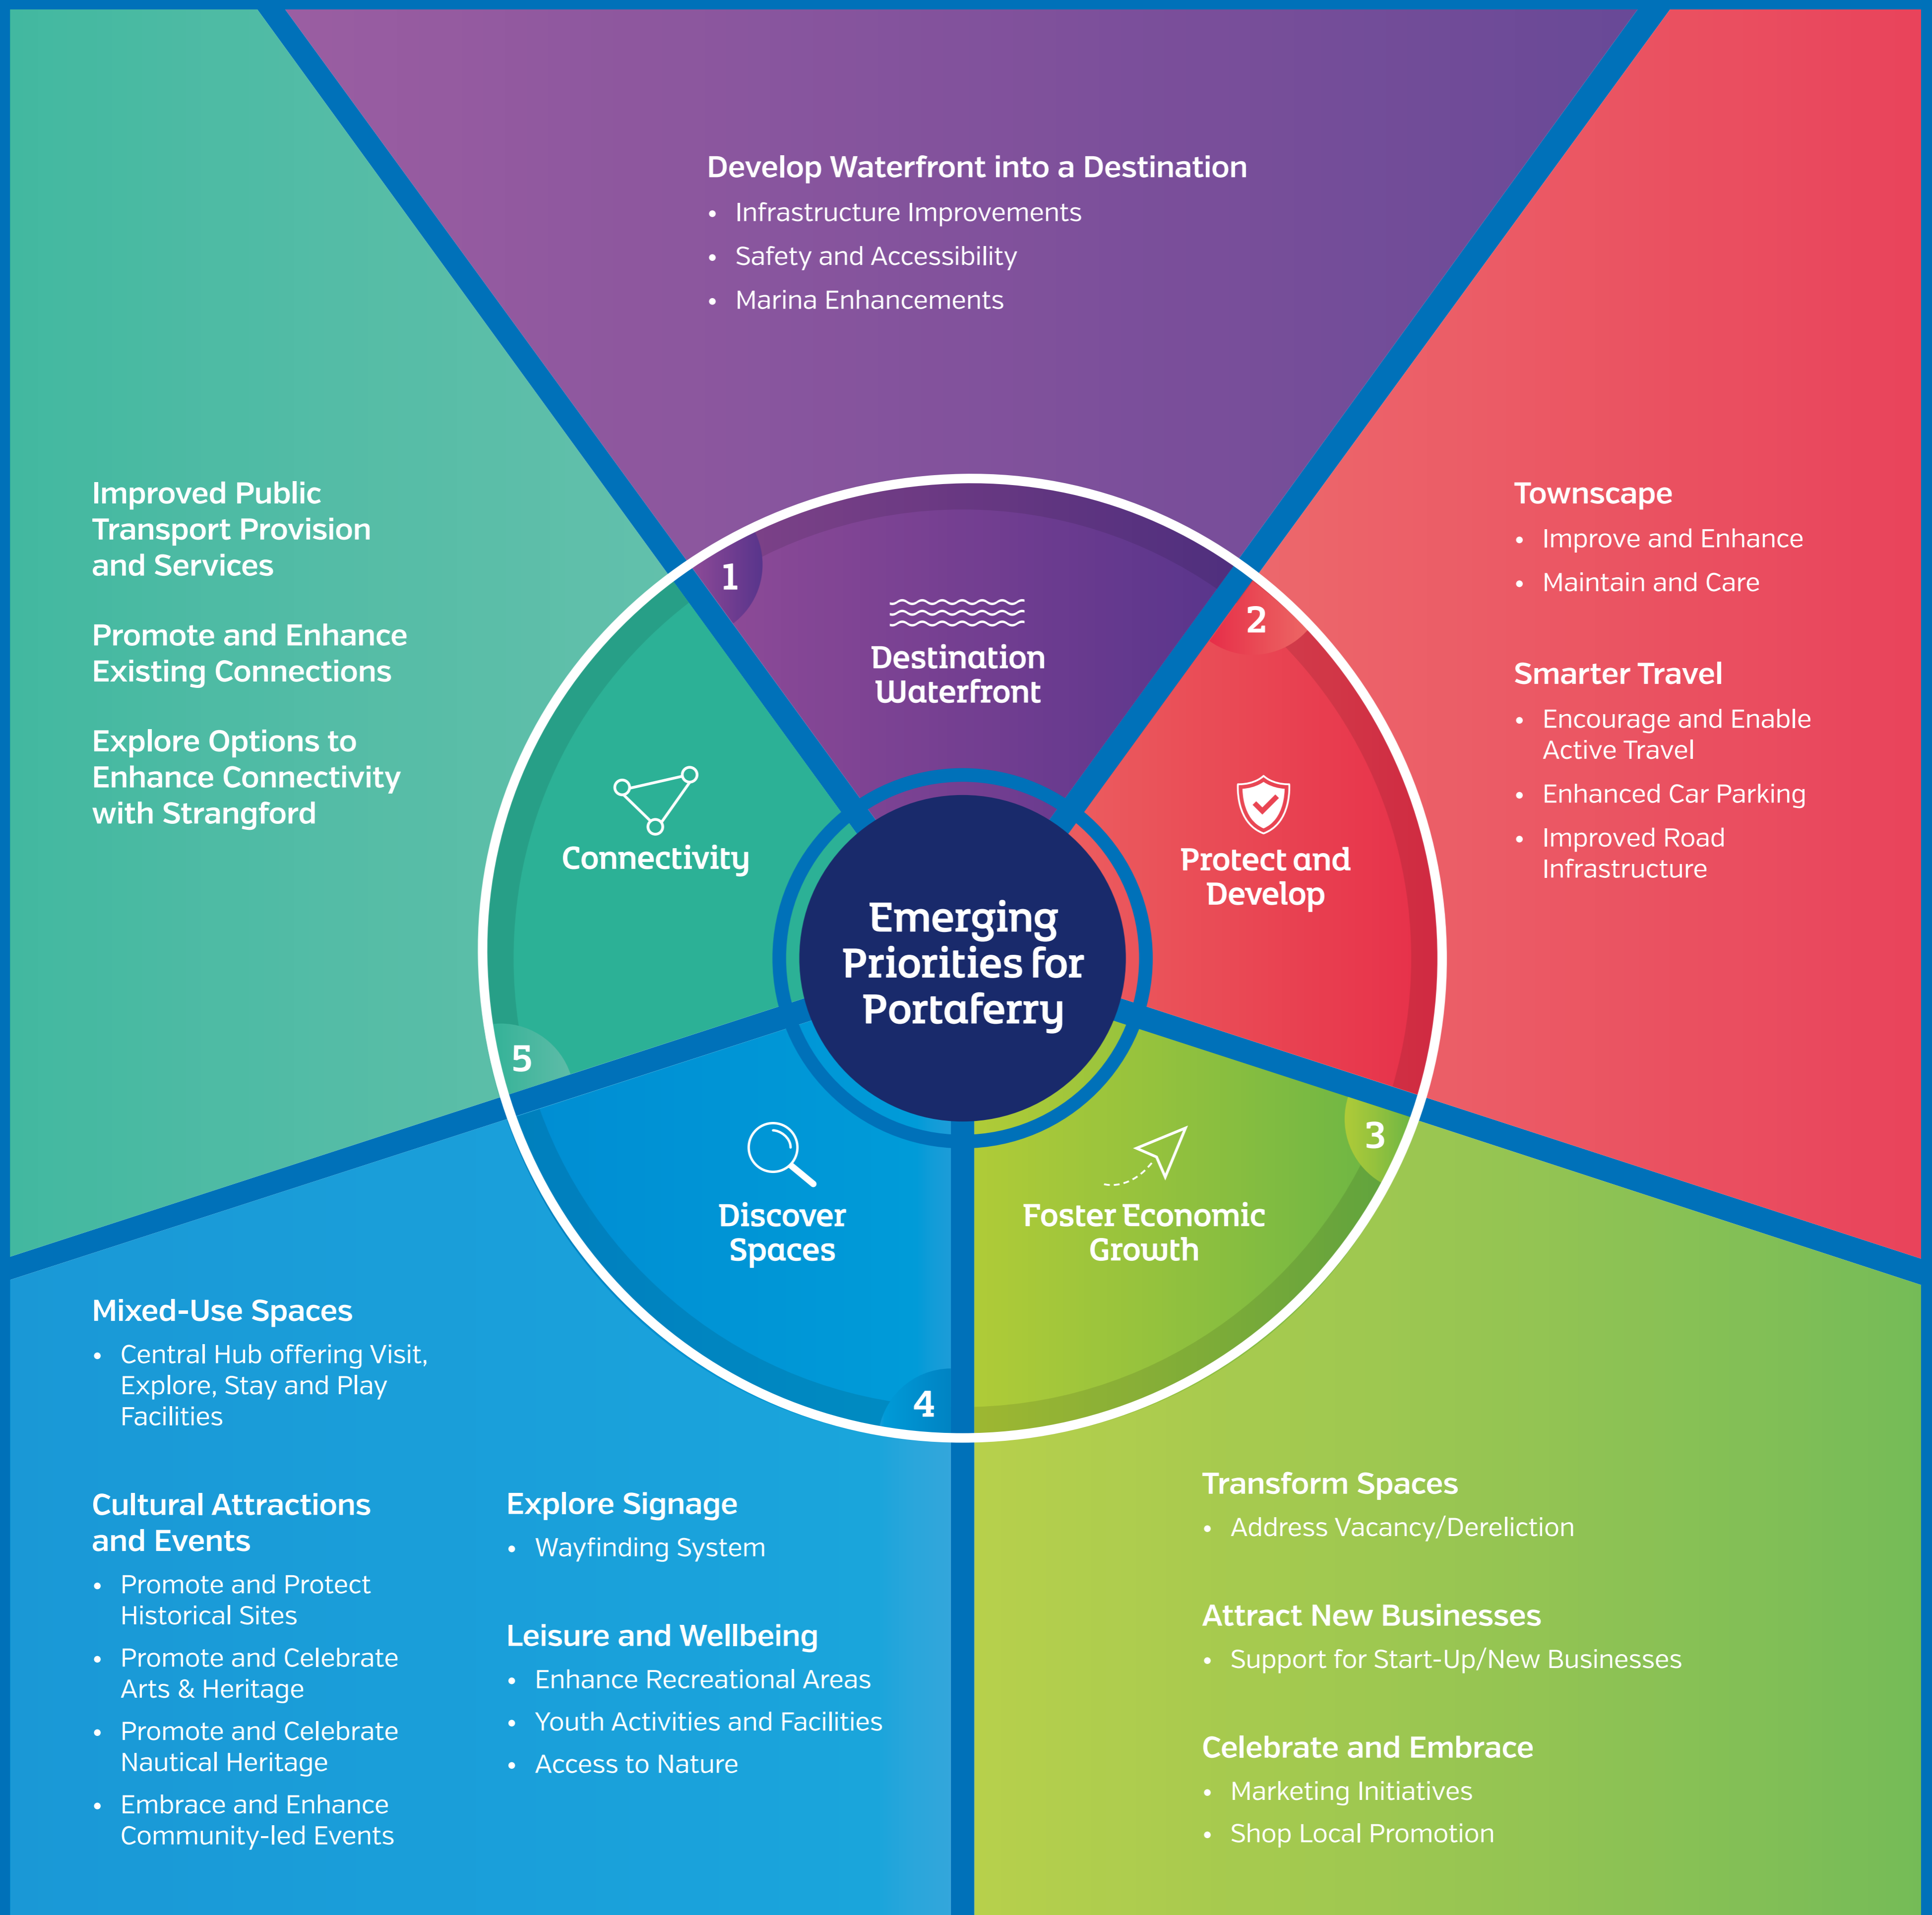 Develop Waterfront into a Destination
• Infrastructure Improvements
• Safety and Accessibility
• Marina Enhancements
1
Destination
Waterfront
Townscape
• Improve and Enhance
• Maintain and Care
Smarter Travel
• Encourage and Enable
Active Travel
• Enhanced Car Parking
• Improved Road
Infrastructure
2
Protect and
Develop
3
Foster Economic
Growth
Transform Spaces
• Address Vacancy/Dereliction
Attract New Businesses
• Support for Start-Up/New Businesses
Celebrate and Embrace
• Marketing Initiatives
• Shop Local Promotion
4
Discover
Spaces
Mixed-Use Spaces
• Central Hub offering Visit,
Explore, Stay and Play
Facilities
Cultural Attractions
and Events
• Promote and Protect
Historical Sites
• Promote and Celebrate
Arts & Heritage
• Promote and Celebrate
Nautical Heritage
• Embrace and Enhance
Community-led Events
Explore Signage
• Wayfinding System
Leisure and Wellbeing
• Enhance Recreational Areas
• Youth Activities and Facilities
• Access to Nature
5
Connectivity
Improved Public
Transport Provision
and Services
Promote and Enhance
Existing Connections
Explore Options to
Enhance Connectivity
with Strangford
Emerging
Priorities for
Portaferry